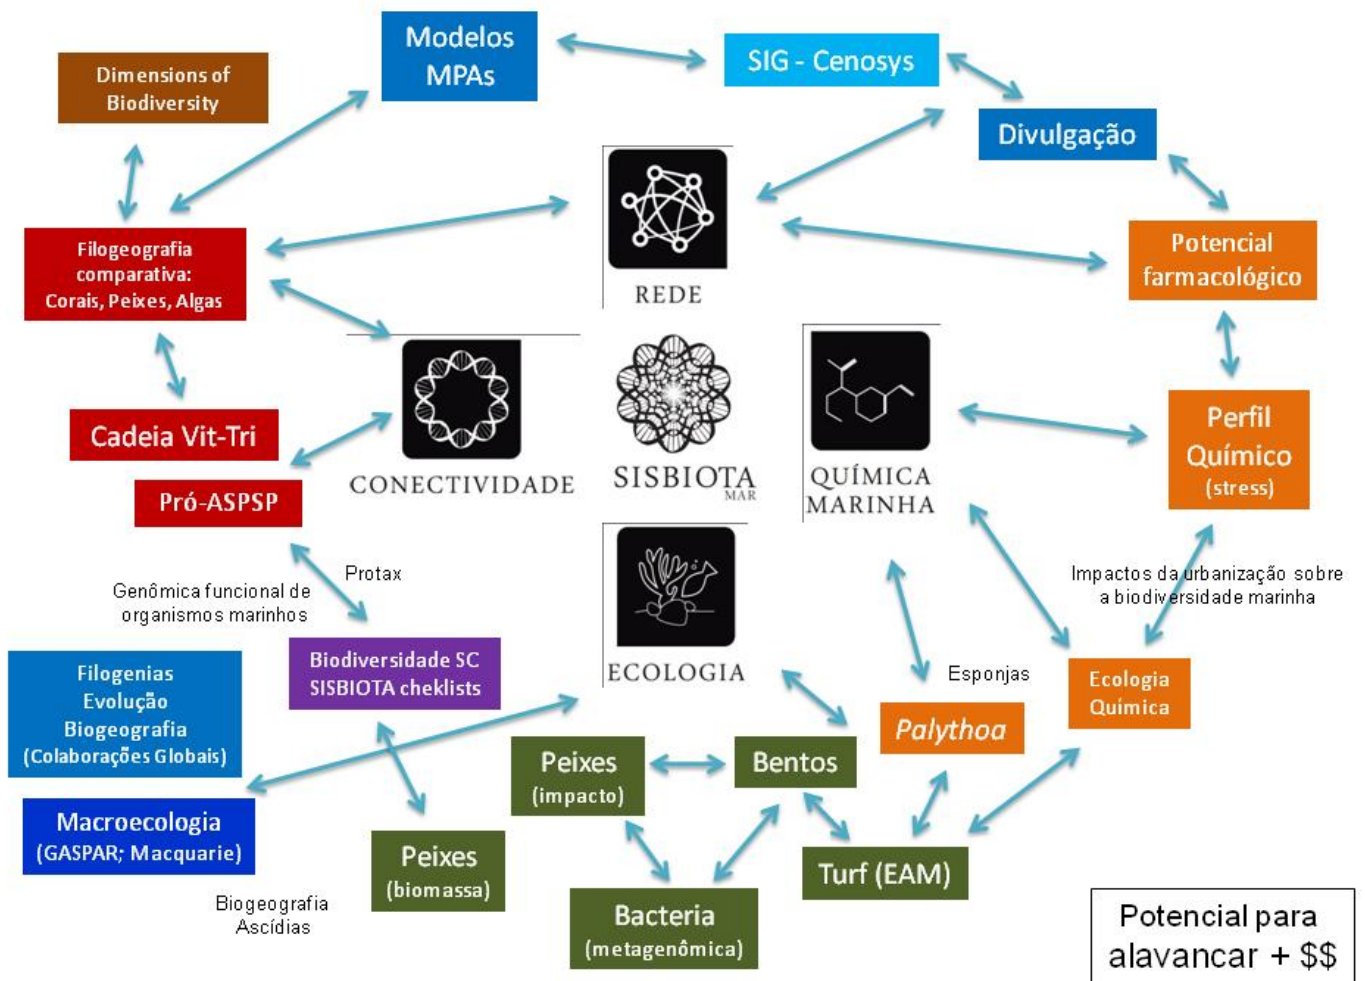 Modelos
MPAs
SIG - Cenosys
Dimensions of
Biodiversity
Divulgação
Filogeografia
comparativa:
Corais, Peixes, Algas
REDE
Potencial
farmacológico
Cadeia Vit-Tri
Pró-ASPSP
CONECTIVIDADE
SISBIOTA
MAR
QUÍMICA
MARINHA
Perfil
Químico
(stress)
Protax
Genômica funcional de
organismos marinhos
Impactos da urbanização sobre
a biodiversidade marinha
Filogenias
Evolução
Biogeografia
(Colaborações Globais)
Biodiversidade SC
SISBIOTA cheklists
ECOLOGIA
Esponjas
Ecologia
Química
Palythoa
Peixes
(impacto)
Bentos
Macroecologia
(GASPAR; Macquarie)
Peixes
(biomassa)
Turf (EAM)
Biogeografia
Ascídias
Bacteria
(metagenômica)
Potencial para
alavancar + $$